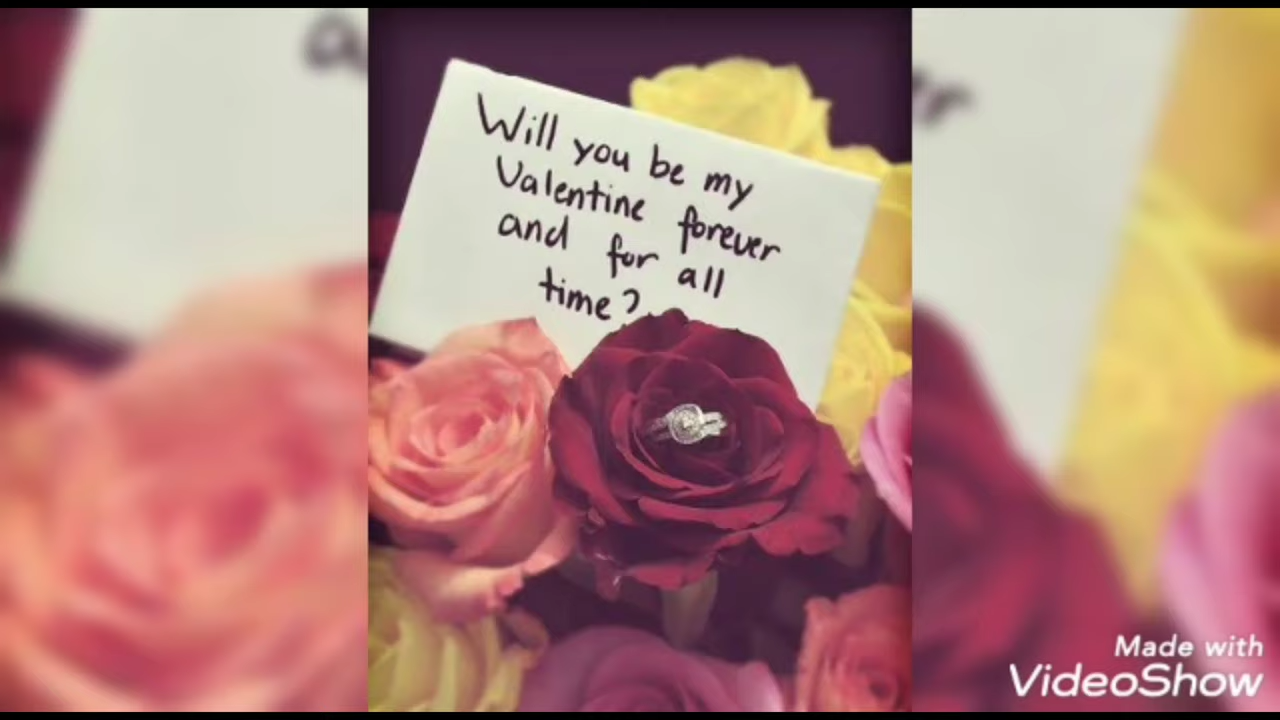 Will you be my
Valentine forever
and for all
time?
Made with
VideoShow